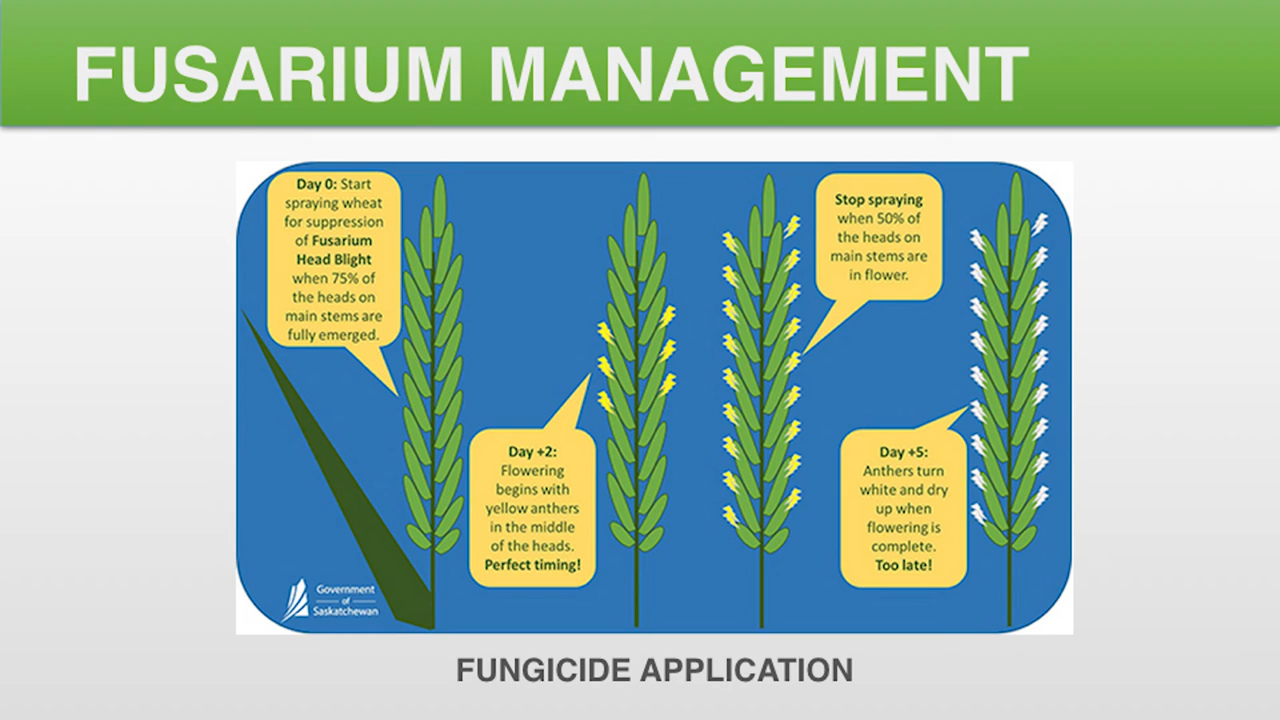 FUSARIUM MANAGEMENT
Day 0: Start
spraying wheat
for suppression
of Fusarium
Head Blight
when 75% of
the heads on
main stems are
fully emerged.
Day +2:
Flowering
begins with
yellow anthers
in the middle
of the heads.
Perfect timing!
Stop spraying
when 50% of
the heads on
main stems are
in flower.
Day +5:
Anthers turn
white and dry
up when
flowering is
complete.
Too late!
Government
of
Saskatchewan
FUNGICIDE APPLICATION